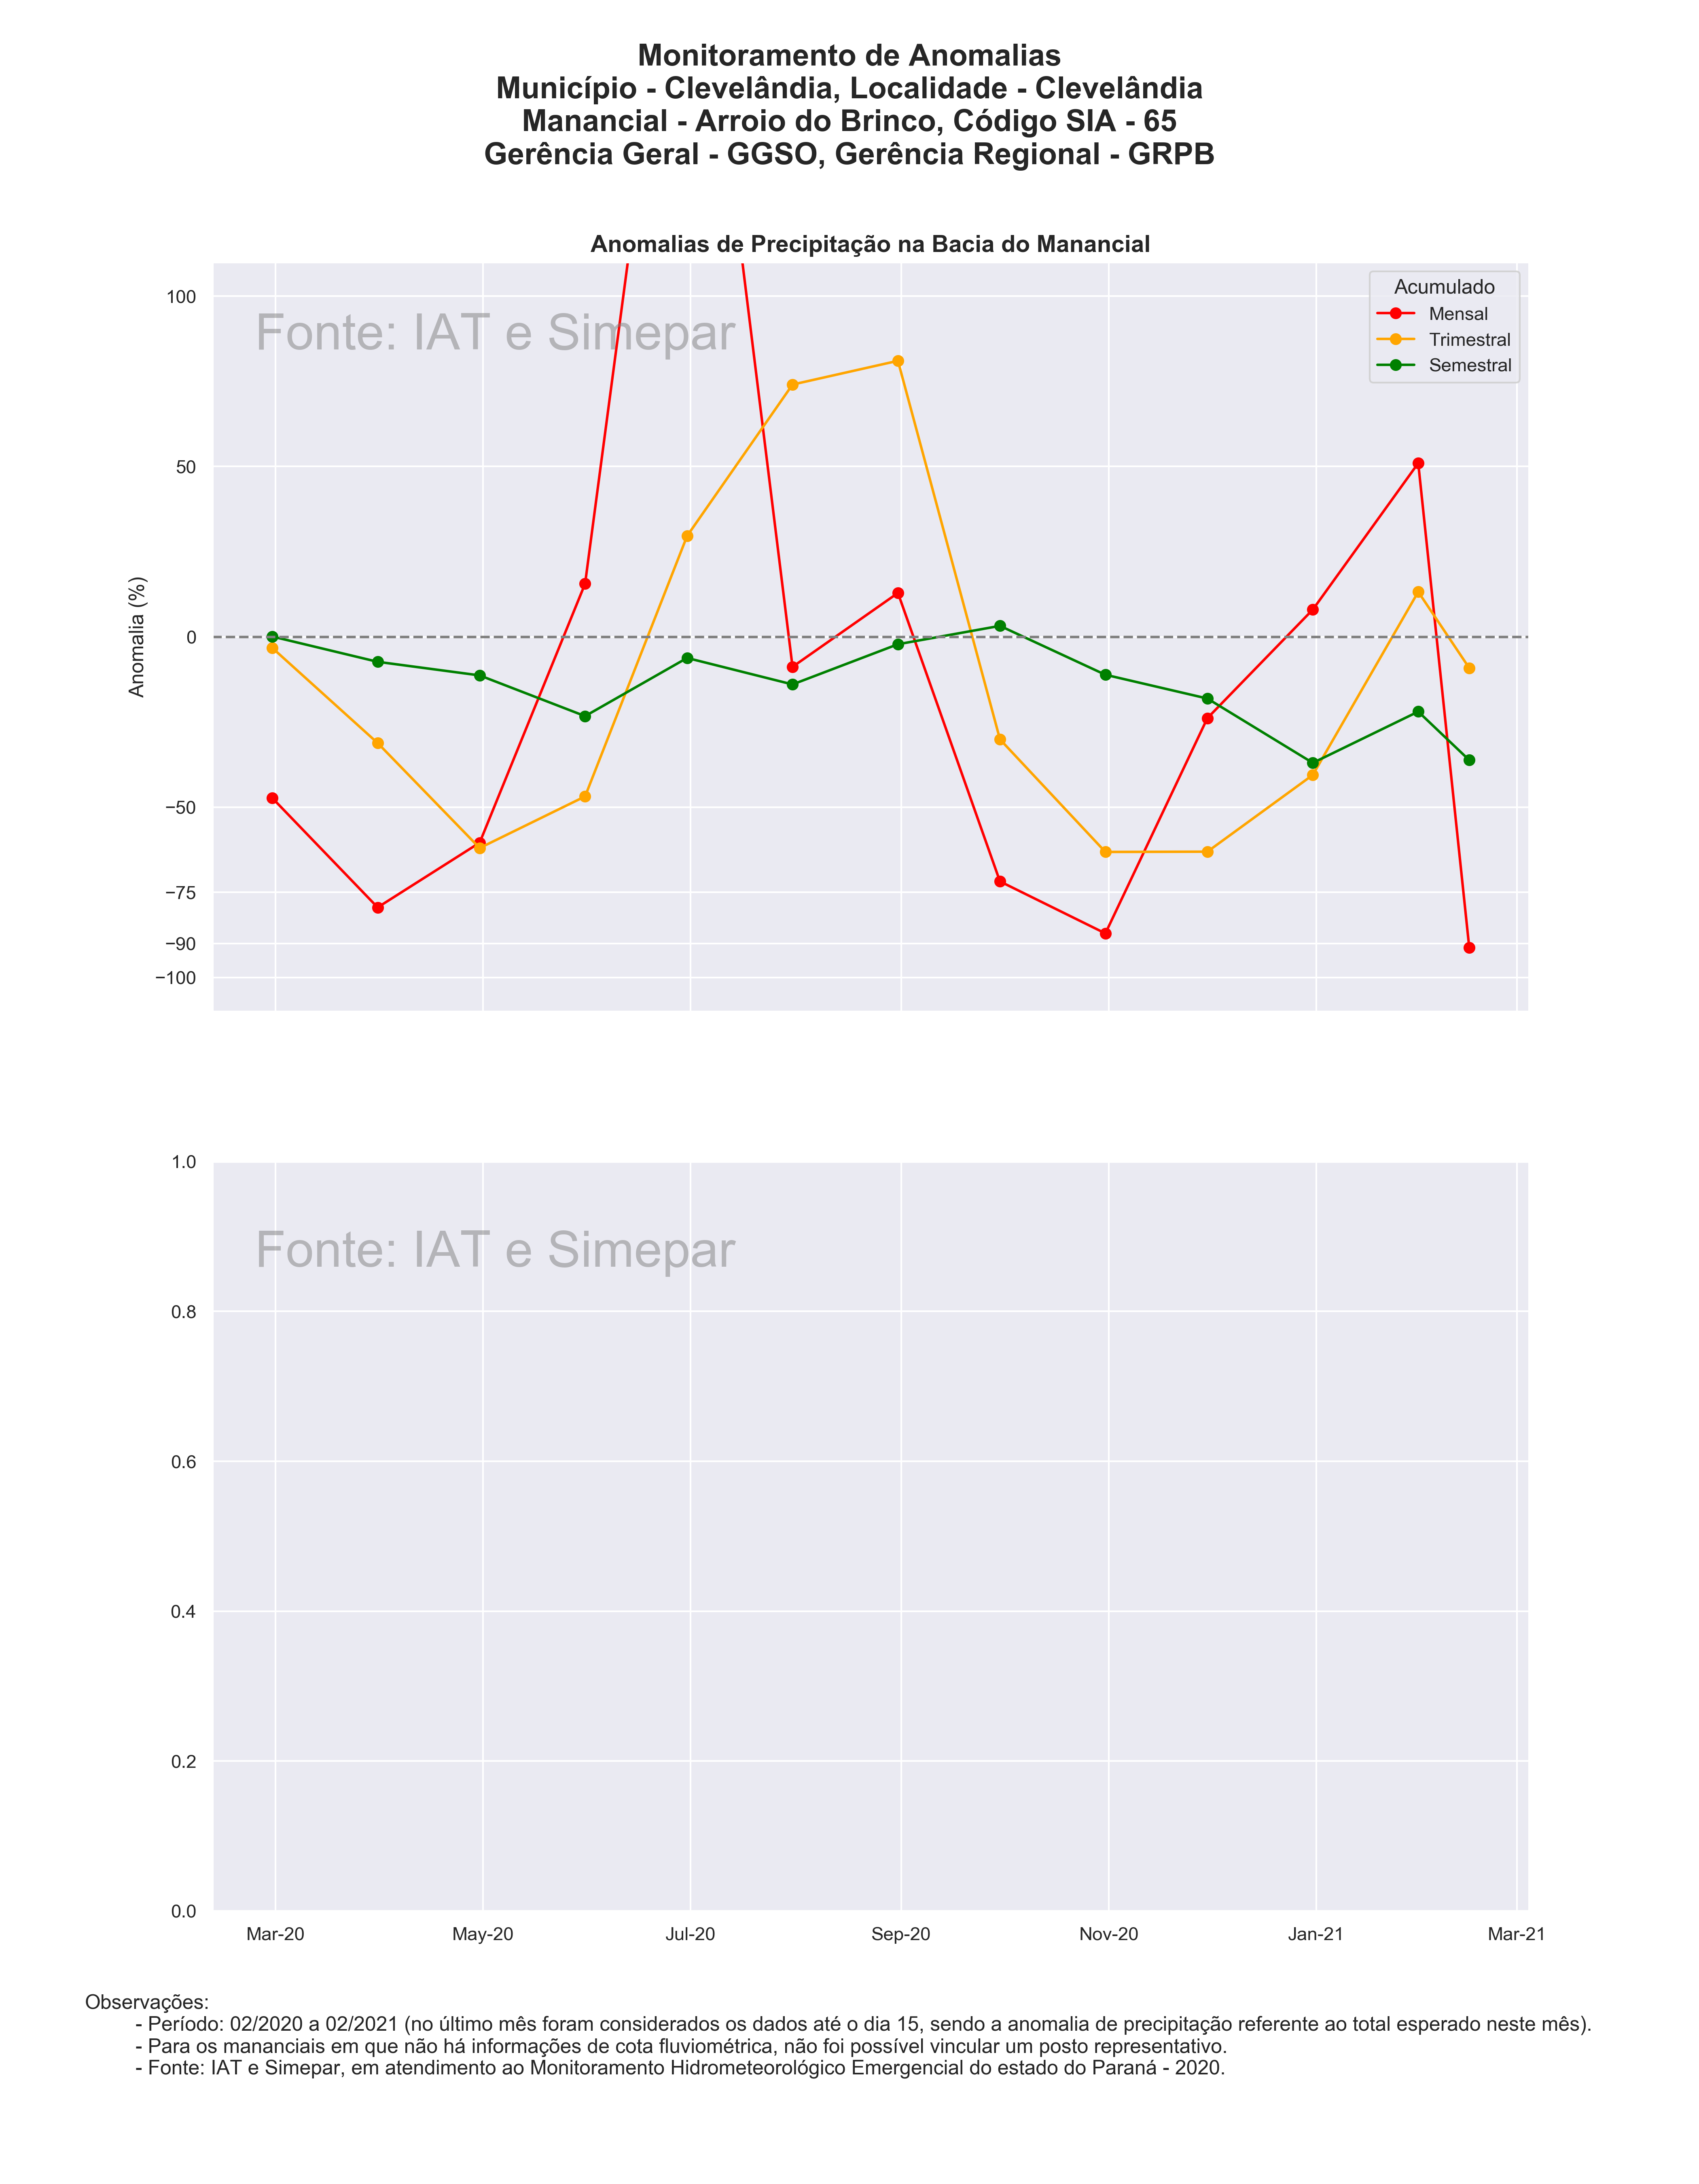 Monitoramento de Anomalias
Município - Clevelândia, Localidade - Clevelândia
Manancial - Arroio do Brinco, Código SIA - 65
Gerência Geral - GGSO, Gerência Regional - GRPB
Anomalias de Precipitação na Bacia do Manancial
Fonte: IAT e Simepar
Acumulado
Mensal
Trimestral
Semestral
Anomalia (%)
100
50
0
−50
−75
−90
−100
Fonte: IAT e Simepar
1.0
0.8
0.6
0.4
0.2
0.0
Mar-20 May-20 Jul-20 Sep-20 Nov-20 Jan-21 Mar-21
Observações:
- Período: 02/2020 a 02/2021 (no último mês foram considerados os dados até o dia 15, sendo a anomalia de precipitação referente ao total esperado neste mês).
- Para os mananciais em que não há informações de cota fluviométrica, não foi possível vincular um posto representativo.
- Fonte: IAT e Simepar, em atendimento ao Monitoramento Hidrometeorológico Emergencial do estado do Paraná - 2020.